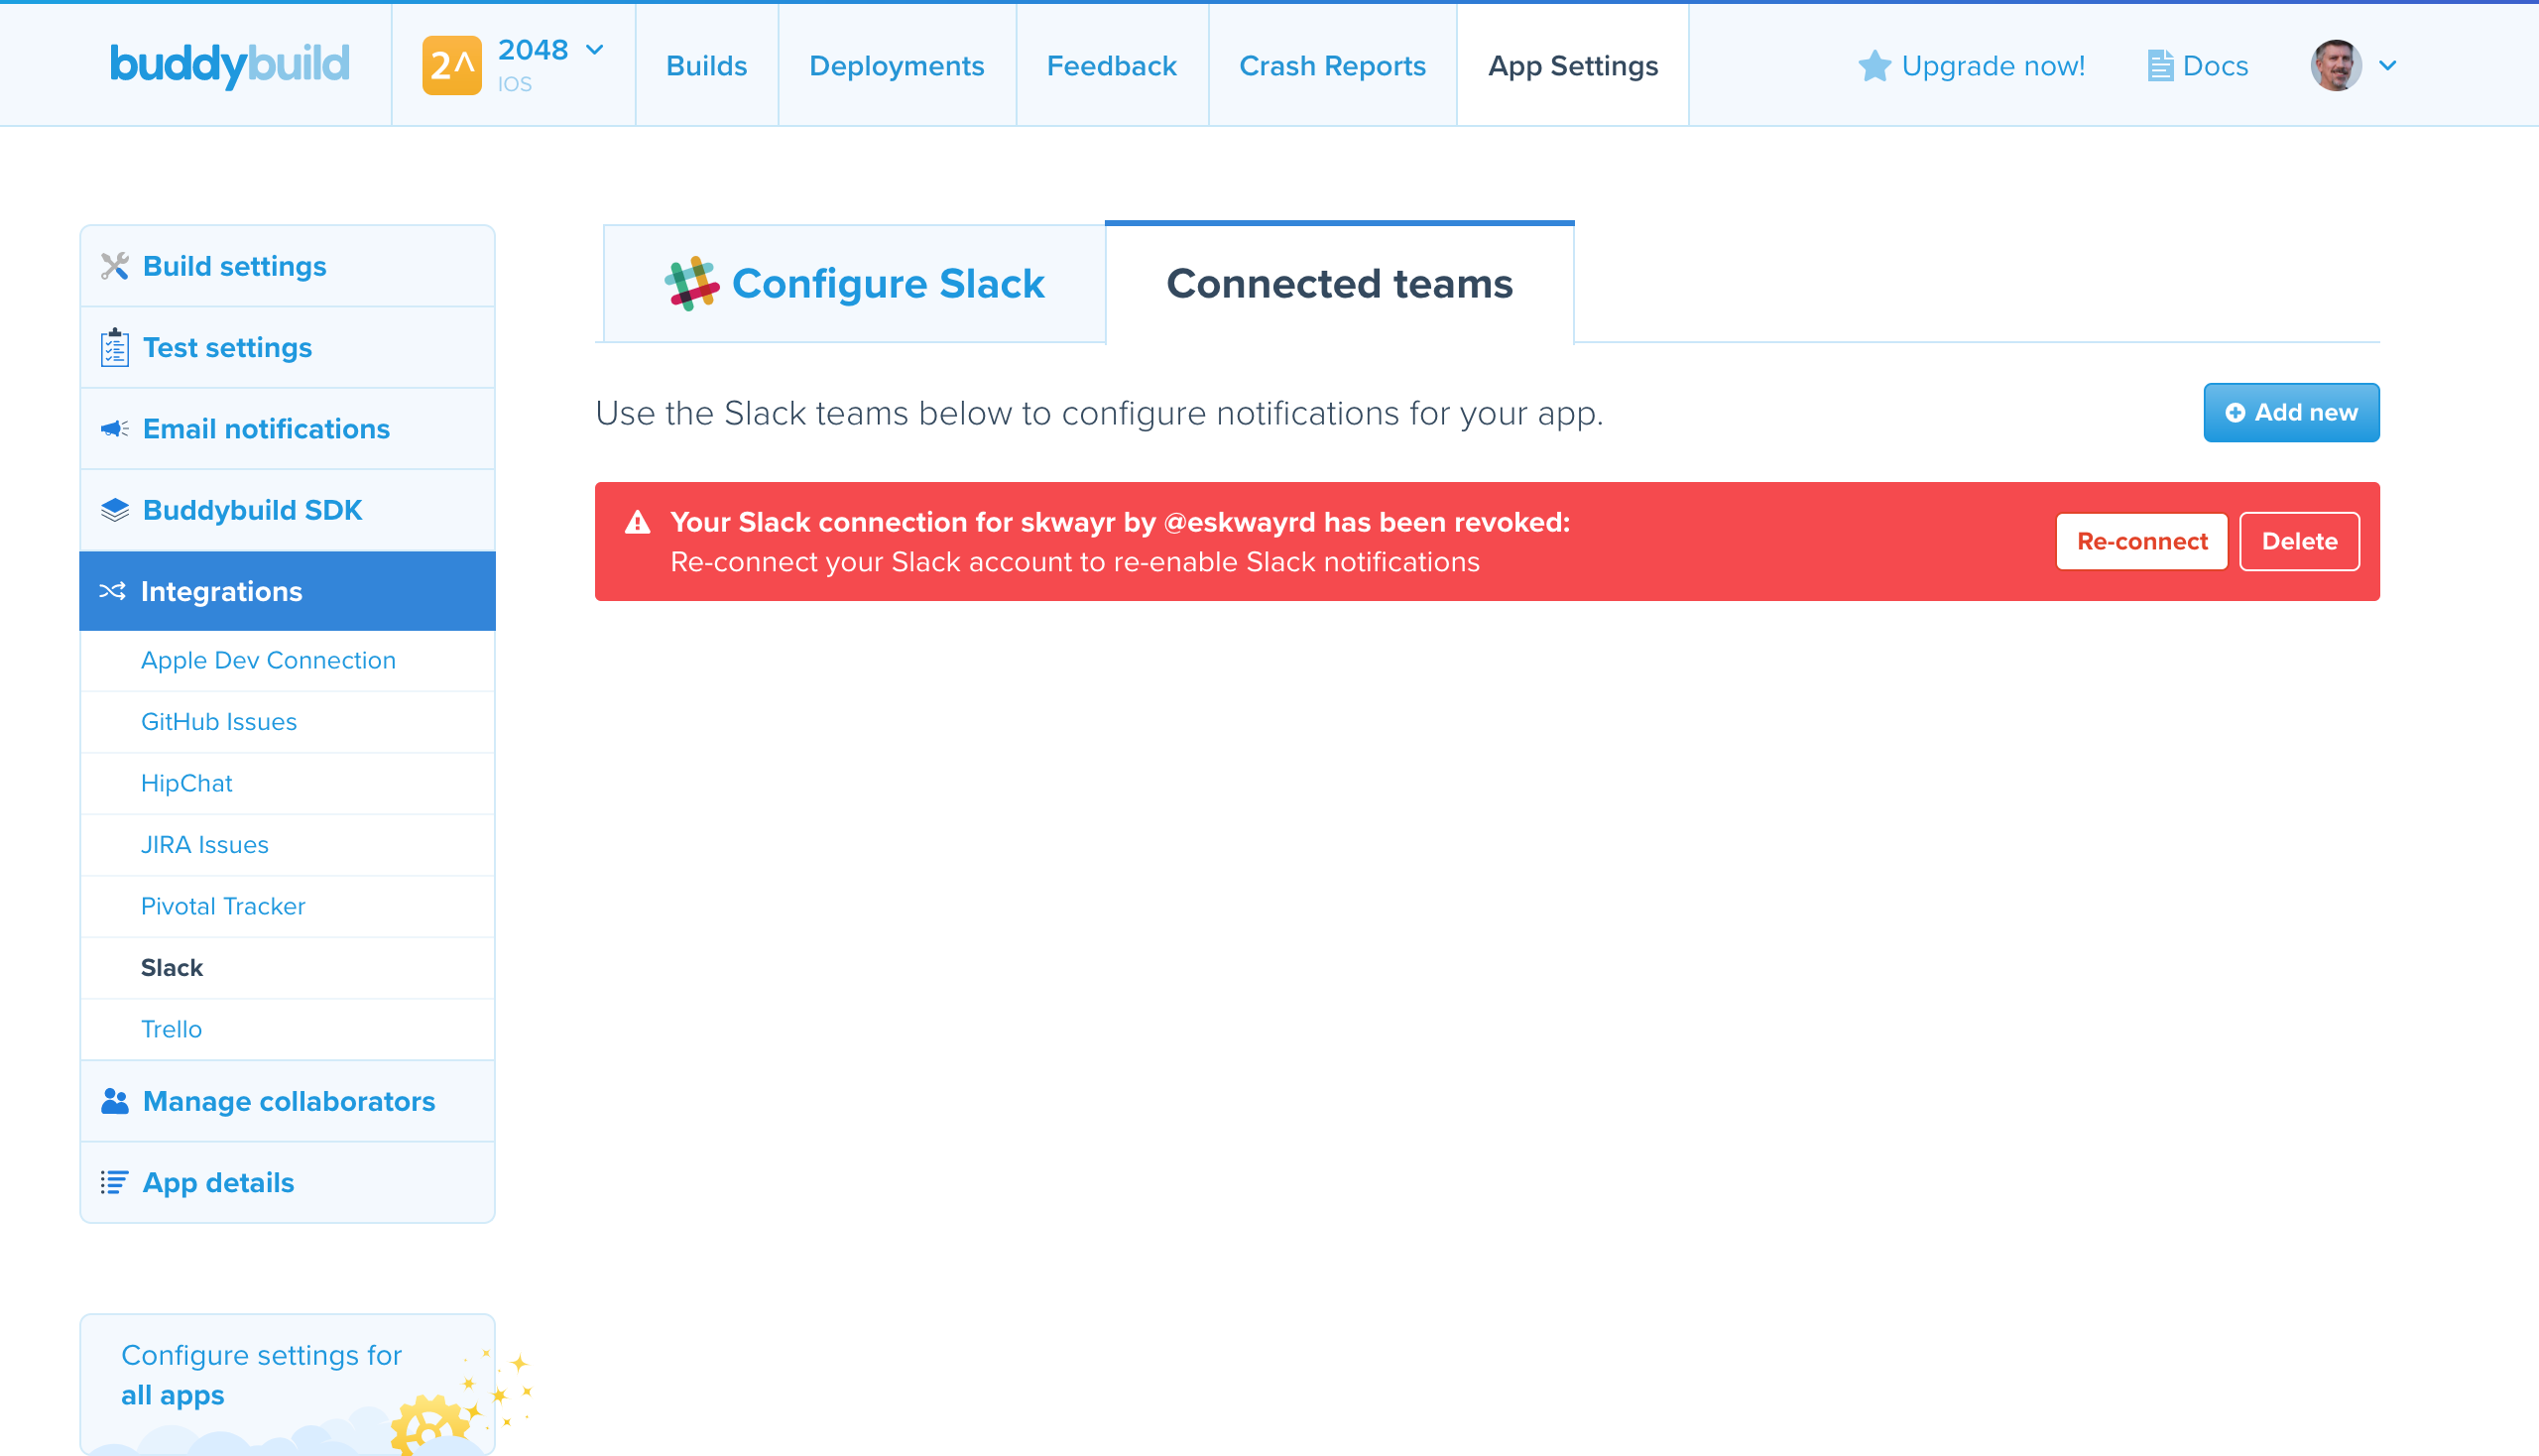 buddybuild
2^
2048
IOS
Builds
Deployments
Feedback
Crash Reports
App Settings
Upgrade now!
Docs
Build settings
Test settings
Email notifications
Buddybuild SDK
Integrations
Apple Dev Connection
GitHub Issues
HipChat
JIRA Issues
Pivotal Tracker
Slack
Trello
Manage collaborators
App details
Configure settings for
all apps
Configure Slack
Connected teams
Use the Slack teams below to configure notifications for your app.
Add new
Your Slack connection for skwayr by @eskwayrd has been revoked:
Re-connect your Slack account to re-enable Slack notifications
Re-connect
Delete